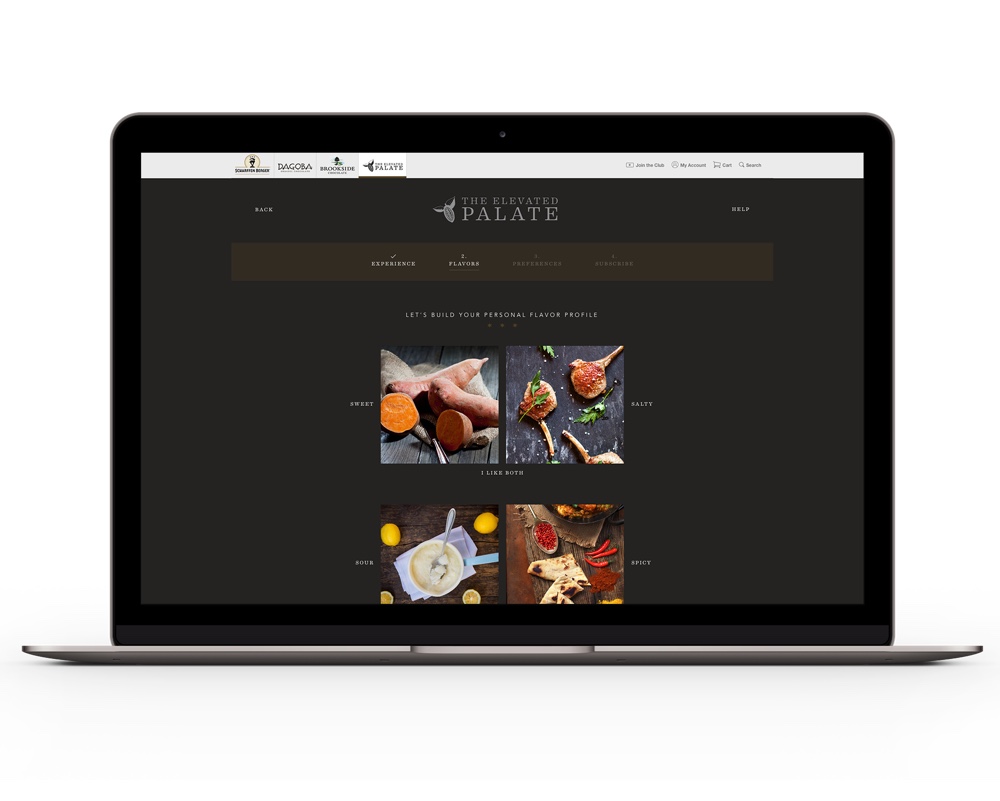 SCHARFFEN BERGER
DAGOBA
BROOKSIDE
CHOCOLATE
THE ELEVATED
PALATE
Join the Club
My Account
Cart
Search
BACK
THE ELEVATED
PALATE
HELP
EXPERIENCE
2.
FLAVORS
3.
PREFERENCES
4.
SUBSCRIBE
LET'S BUILD YOUR PERSONAL FLAVOR PROFILE
SWEET
SALTY
I LIKE BOTH
SOUR
SPICY